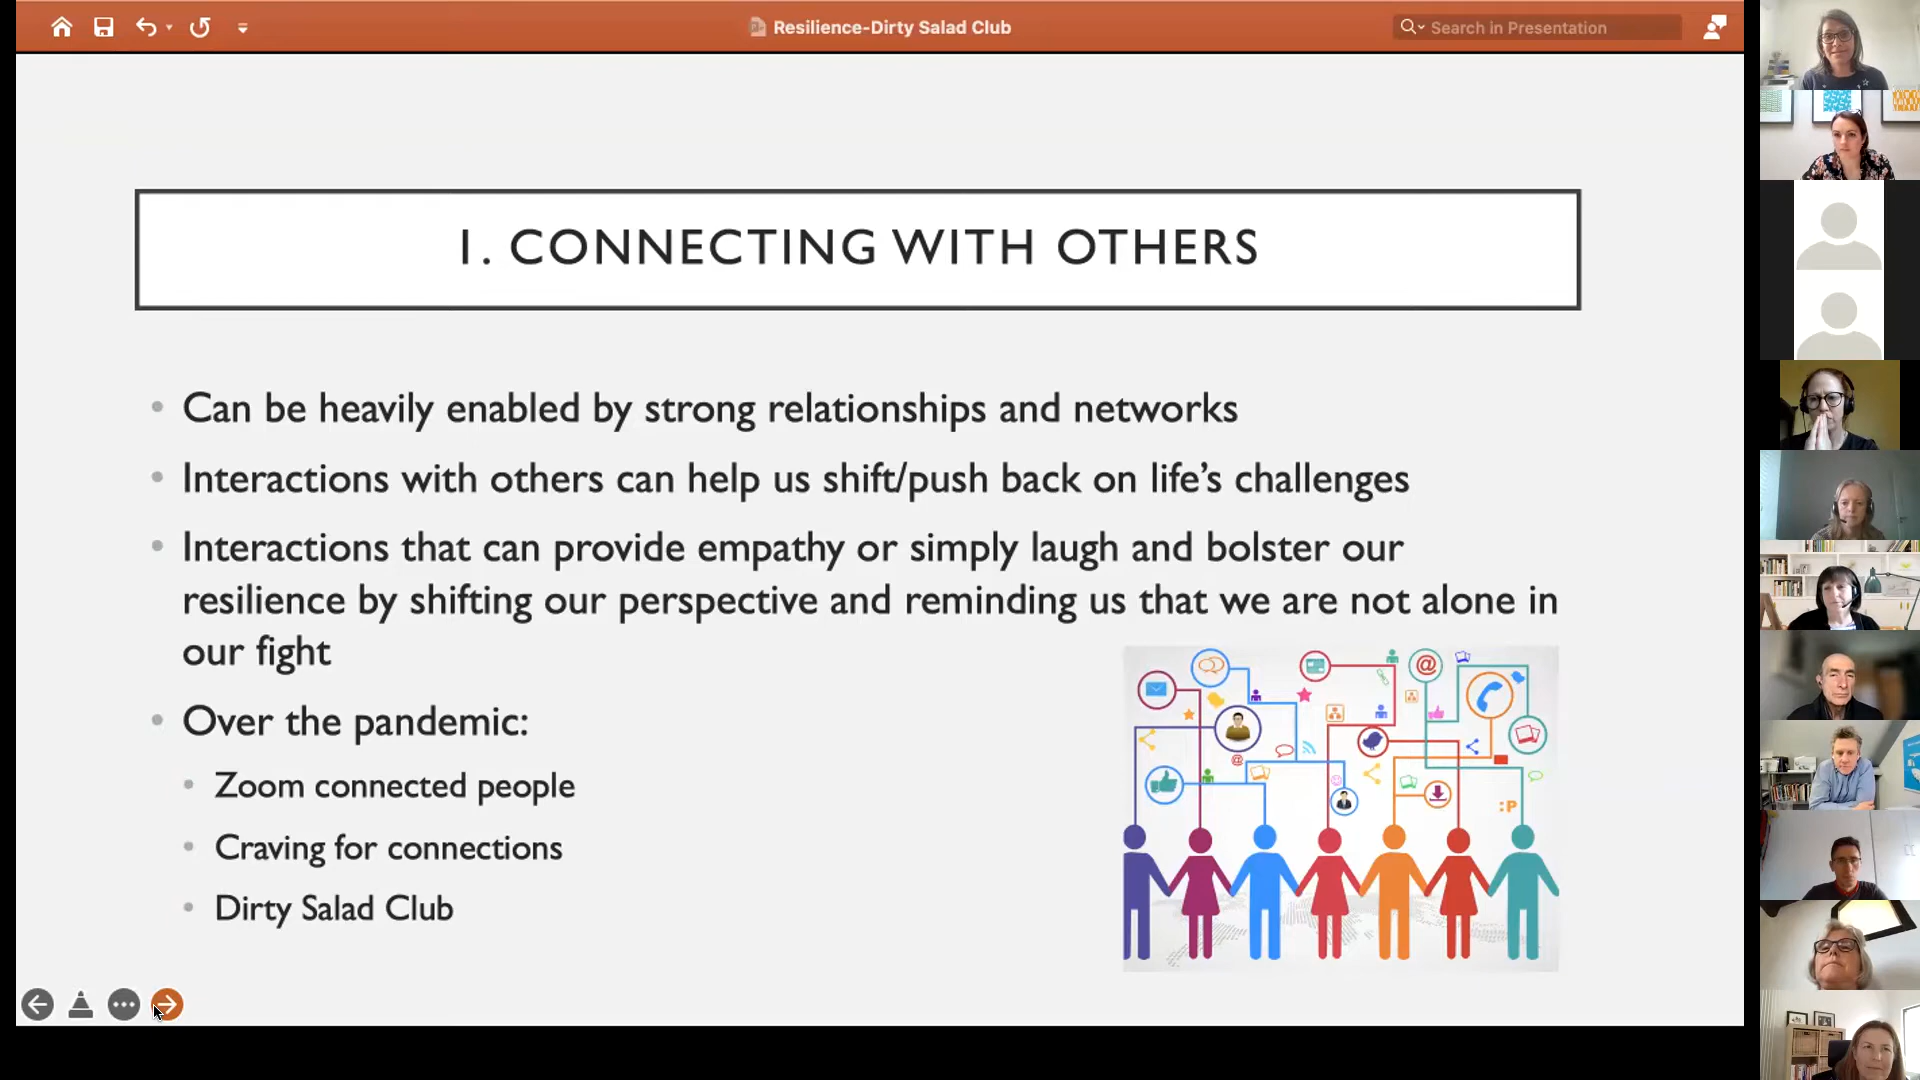 Resilience-Dirty Salad Club
Search in Presentation
1. CONNECTING WITH OTHERS
• Can be heavily enabled by strong relationships and networks
• Interactions with others can help us shift/push back on life's challenges
• Interactions that can provide empathy or simply laugh and bolster our
resilience by shifting our perspective and reminding us that we are not alone in
our fight
• Over the pandemic:
• Zoom connected people
• Craving for connections
• Dirty Salad Club
@
@
:P